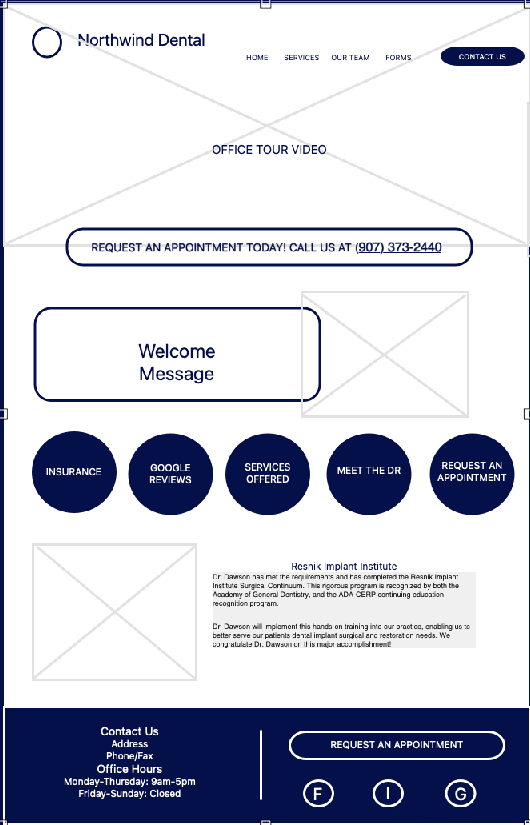 Northwind Dental
HOME SERVICES OUR TEAM FORMS CONTACT US
OFFICE TOUR VIDEO
REQUEST AN APPOINTMENT TODAY! CALL US AT (907) 373-2440
Welcome
Message
INSURANCE
GOOGLE
REVIEWS
SERVICES
OFFERED
MEET THE DR
REQUEST AN
APPOINTMENT
Resnik Implant Institute
Dr. Dawson has met the requirements and has completed the Resnik Implant
Institute Surgical Continuum. This rigorous program is recognized by both the
Academy of General Dentistry, and the ADA CERP continuing education
recognition program.
Dr. Dawson will implement this hands-on training into our practice, enabling us to
better serve our patients dental implant surgical and restoration needs. We
congratulate Dr. Dawson on this major accomplishment!
Contact Us
Address
Phone/Fax
Office Hours
Monday-Thursday: 9am-5pm
Friday-Sunday: Closed
REQUEST AN APPOINTMENT
F I G